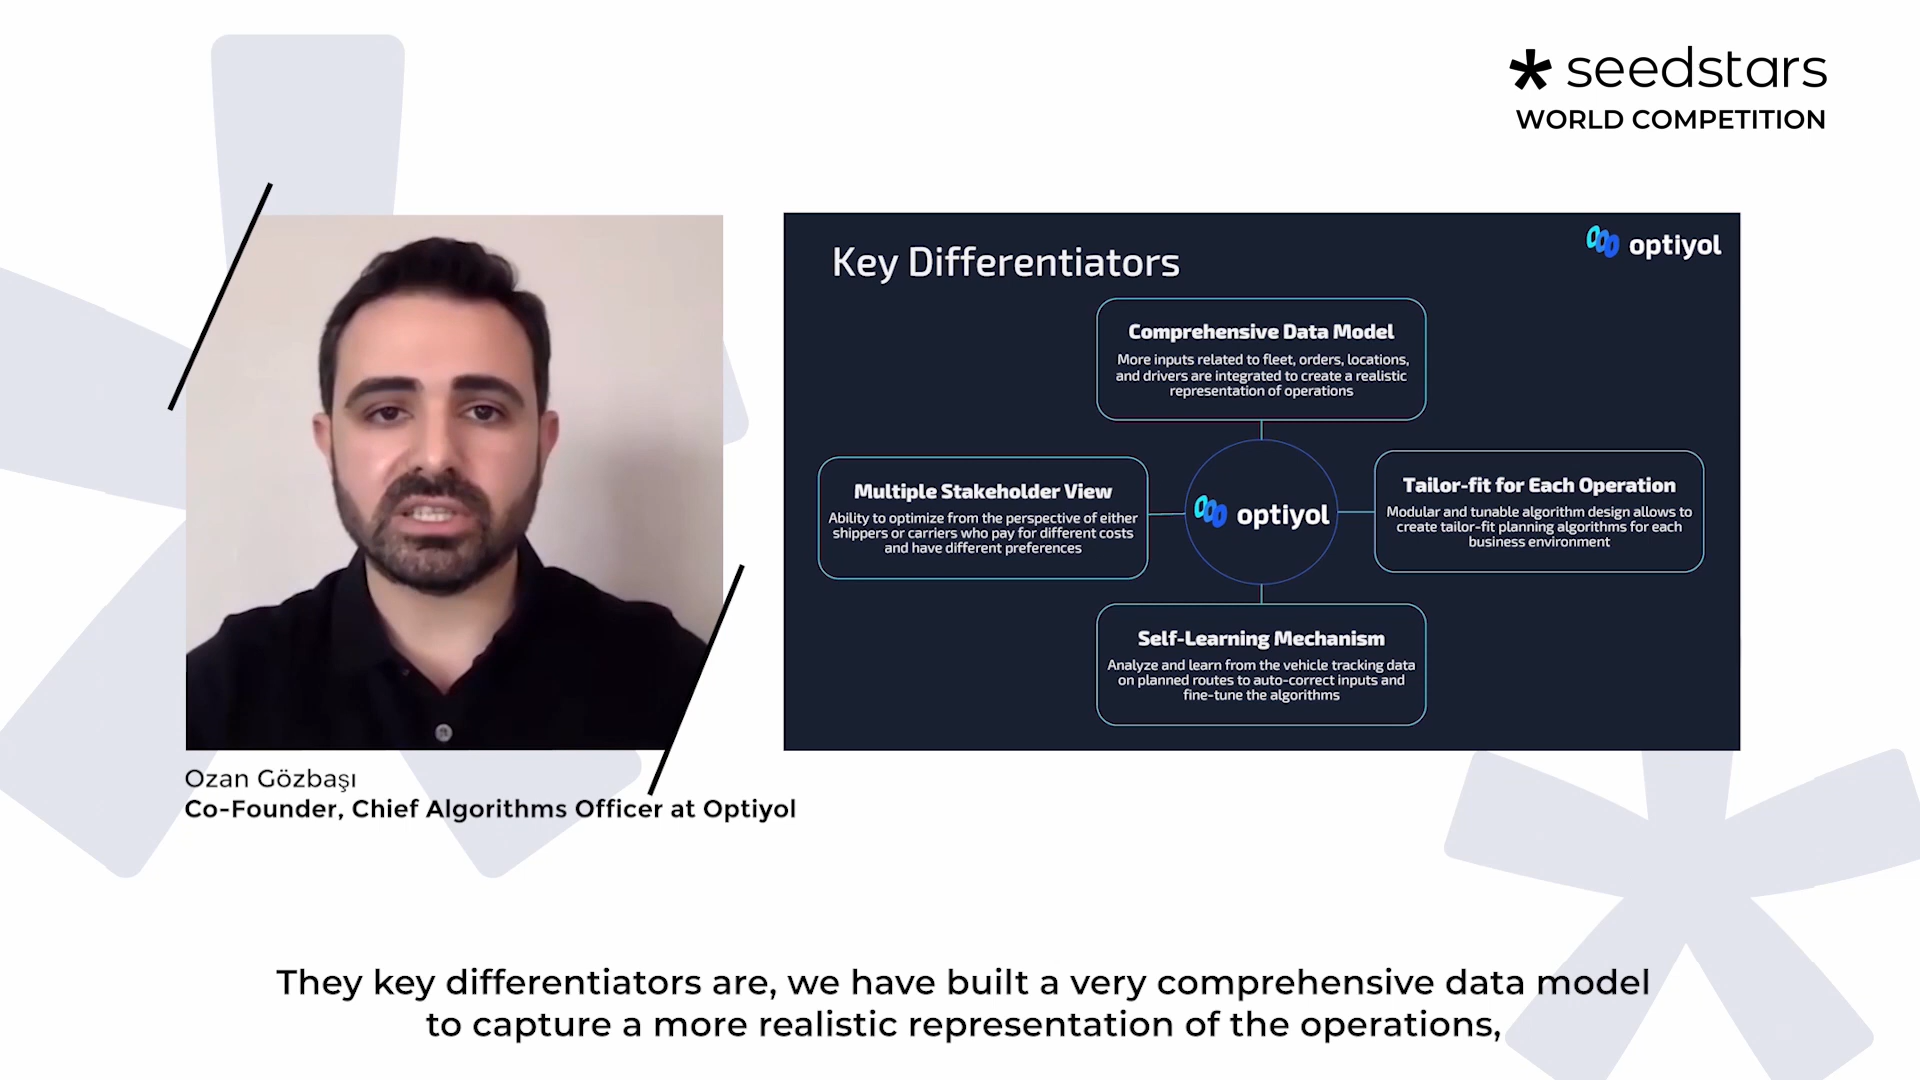 seedstars
WORLD COMPETITION
optiyol
Key Differentiators
Comprehensive Data Model
More inputs related to fleet, orders, locations,
and drivers are integrated to create a realistic
representation of operations
Multiple Stakeholder View
Ability to optimize from the perspective of either
shippers or carriers who pay for different costs
and have different preferences
optiyol
Tailor-fit for Each Operation
Modular and tunable algorithm design allows to
create tailor-fit planning algorithms for each
business environment
Self-Learning Mechanism
Analyze and learn from the vehicle tracking data
on planned routes to auto-correct inputs and
fine-tune the algorithms
Ozan Gözbaşı
Co-Founder, Chief Algorithms Officer at Optiyol
They key differentiators are, we have built a very comprehensive data model
to capture a more realistic representation of the operations,